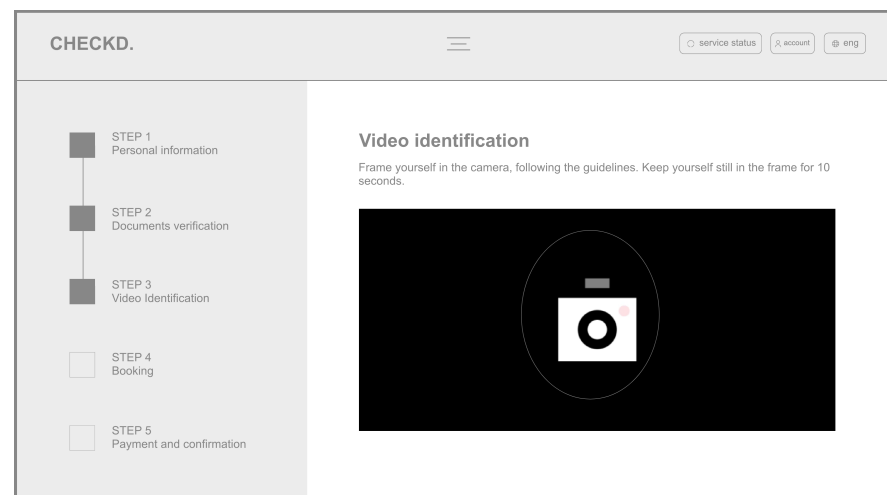 CHECKD.
service status
account
eng
STEP 1
Personal information
STEP 2
Documents verification
STEP 3
Video Identification
STEP 4
Booking
STEP 5
Payment and confirmation
Video identification
Frame yourself in the camera, following the guidelines. Keep yourself still in the frame for 10
seconds.